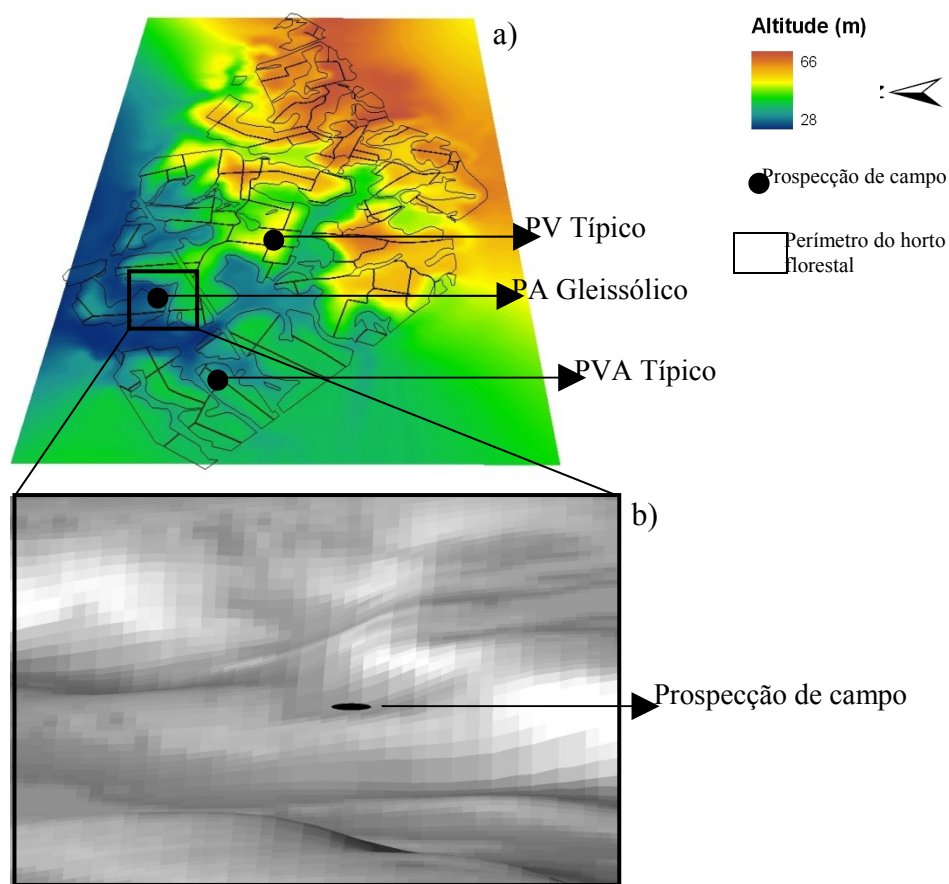 a)
Altitude (m)
66
28
z
Prospecção de campo
Perímetro do horto
florestal
PV Típico
PA Gleissólico
PVA Típico
b)
Prospecção de campo